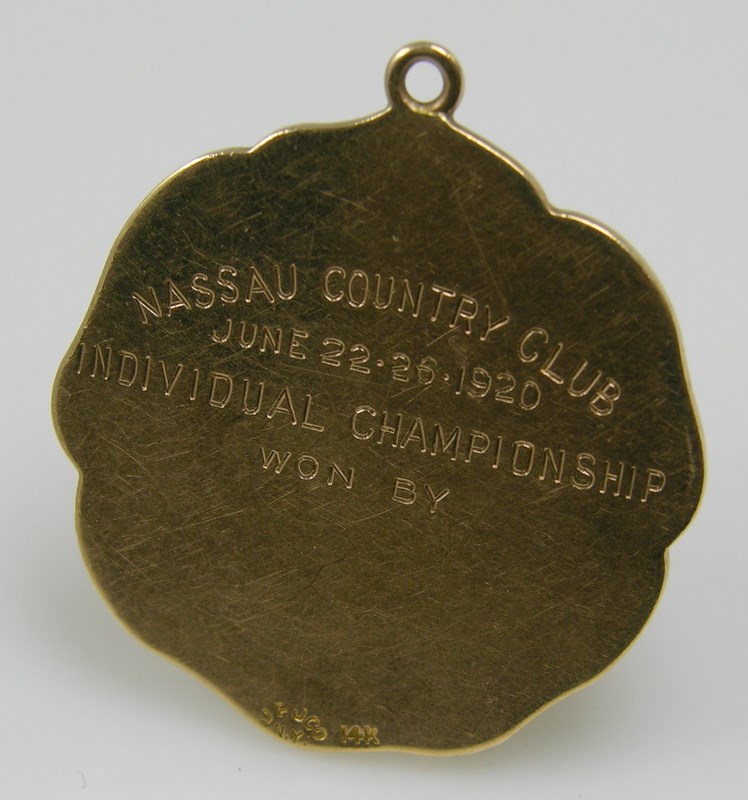 NASSAU COUNTRY CLUB
JUNE 22-26-1920
INDIVIDUAL CHAMPIONSHIP
WON BY
14K